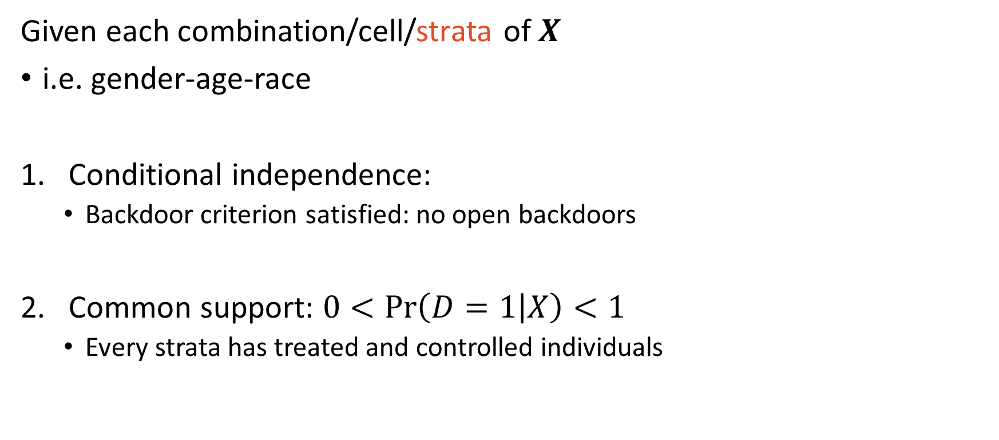 Given each combination/cell/strata of X
• i.e. gender-age-race
1. Conditional independence:
• Backdoor criterion satisfied: no open backdoors
2. Common support: 0 < Pr(D = 1|X) < 1
• Every strata has treated and controlled individuals